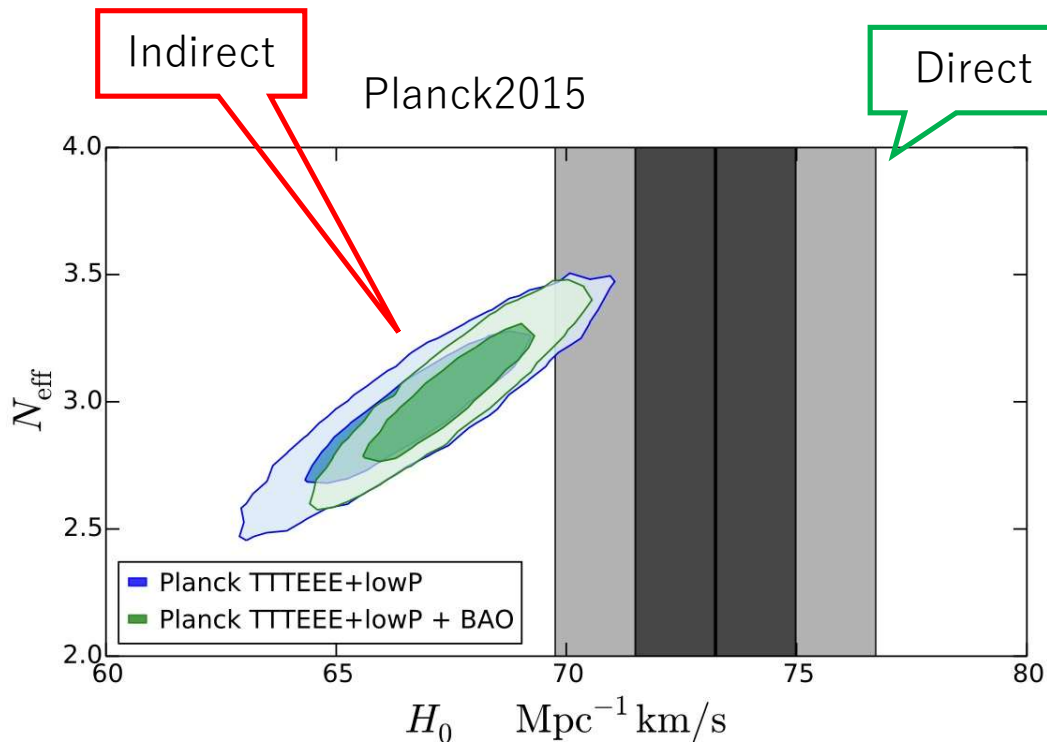 Indirect
Direct
Planck2015
4.0
3.5
3.0
2.5
2.0
N_eff
Planck TTTEEE+lowP
Planck TTTEEE+lowP + BAO
60 65 70 75 80
H_0 Mpc^{-1} km/s